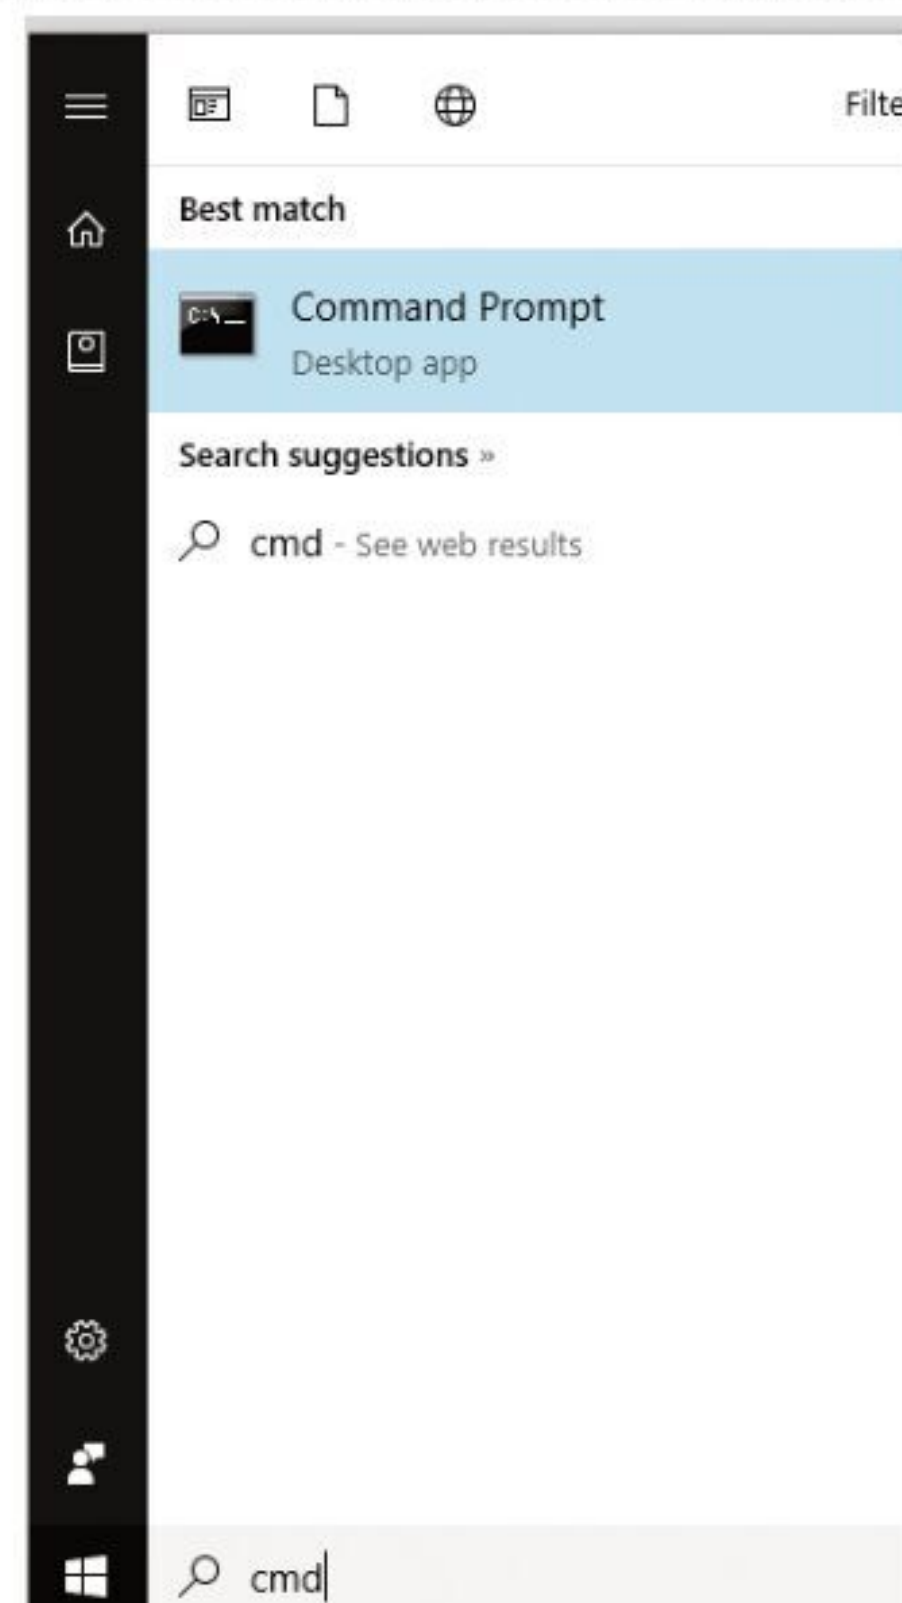 Filte
Best match
C:\_
Command Prompt
Desktop app
Search suggestions »
cmd - See web results
cmd